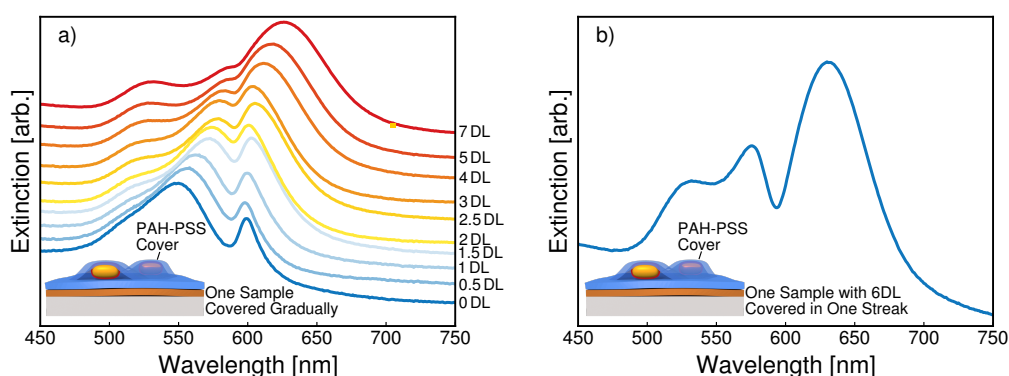 a)
Extinction [arb.]
7 DL
5 DL
4 DL
3 DL
2.5 DL
2 DL
1.5 DL
1 DL
0.5 DL
0 DL
PAH-PSS
Cover
One Sample
Covered Gradually
450 500 550 600 650 700 750
Wavelength [nm]
b)
Extinction [arb.]
PAH-PSS
Cover
One Sample with 6DL
Covered in One Streak
450 500 550 600 650 700 750
Wavelength [nm]